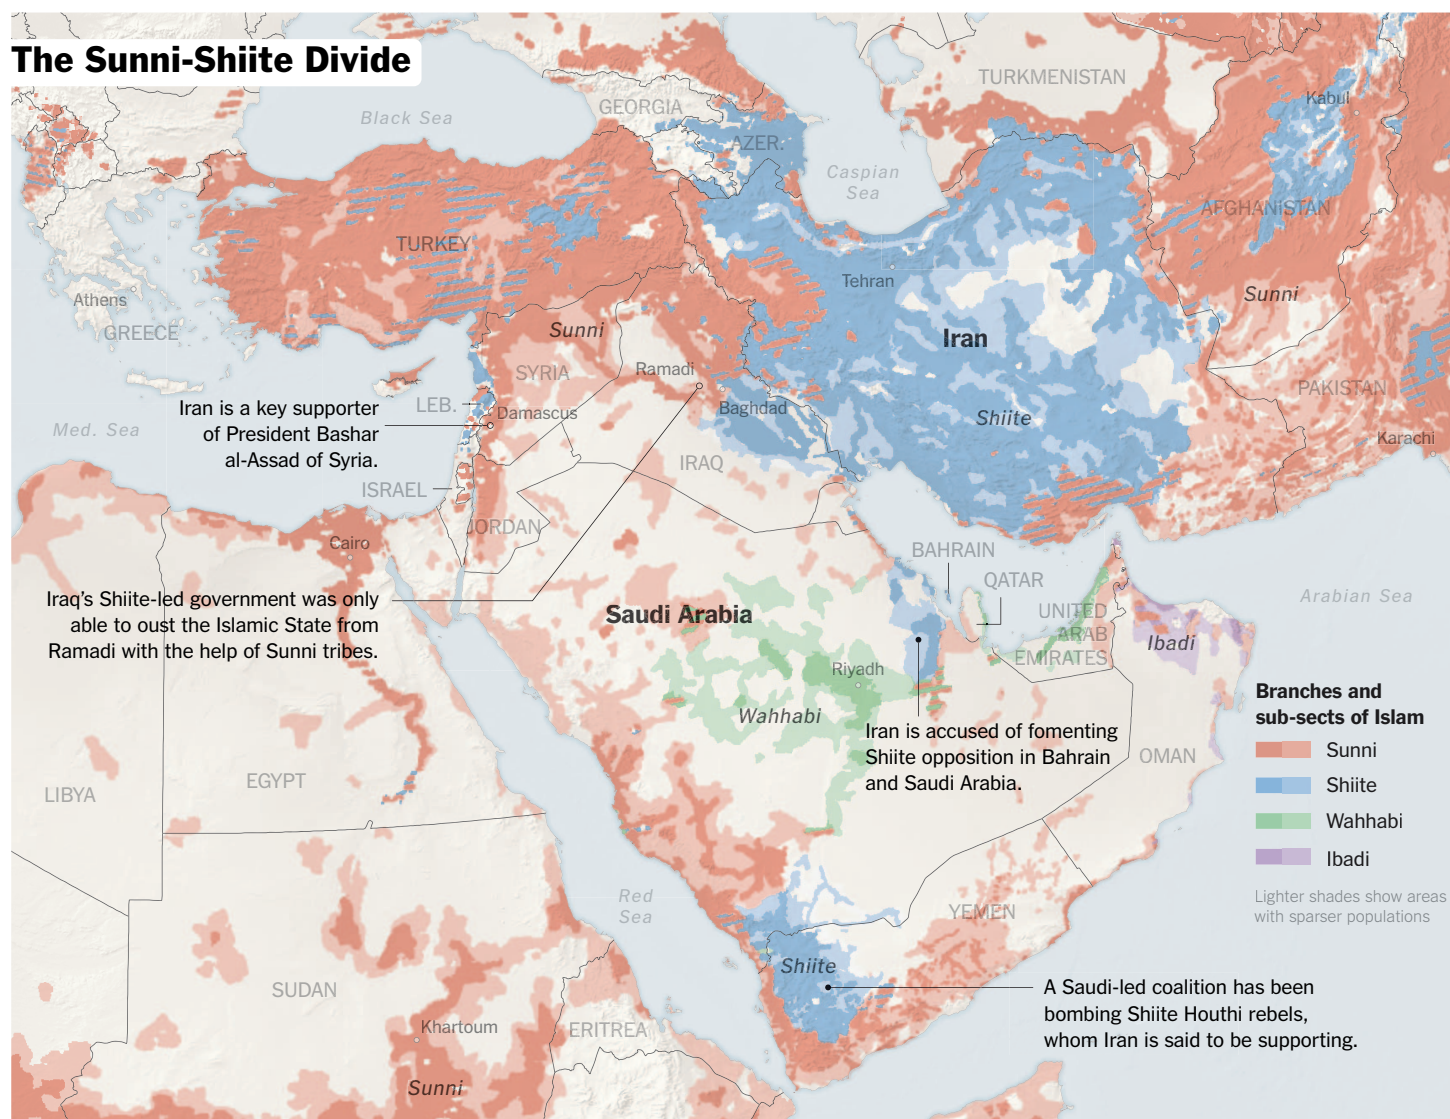 The Sunni-Shiite Divide
Black Sea
GEORGIA
TURKMENISTAN
Kabul
AZER.
Caspian
Sea
AFGHANISTAN
TURKEY
Tehran
Athens
GREECE
Sunni
Sunni
Iran
SYRIA
Ramadi
PAKISTAN
LEB.
Damascus
Baghdad
Shiite
Iran is a key supporter
of President Bashar
al-Assad of Syria.
Med. Sea
Karachi
IRAQ
ISRAEL
JORDAN
Cairo
BAHRAIN
QATAR
Arabian Sea
Iraq’s Shiite-led government was only
able to oust the Islamic State from
Ramadi with the help of Sunni tribes.
Saudi Arabia
UNITED
ARAB
EMIRATES
Ibadi
Riyadh
Wahhabi
Iran is accused of fomenting
Shiite opposition in Bahrain
and Saudi Arabia.
Branches and
sub-sects of Islam
Sunni
Shiite
Wahhabi
Ibadi
Lighter shades show areas
with sparser populations
OMAN
LIBYA
EGYPT
Red
Sea
YEMEN
Shiite
SUDAN
A Saudi-led coalition has been
bombing Shiite Houthi rebels,
whom Iran is said to be supporting.
Khartoum
ERITREA
Sunni